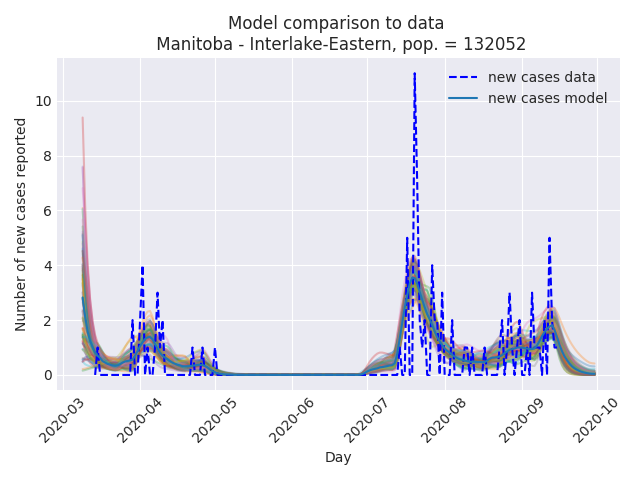 Model comparison to data
Manitoba - Interlake-Eastern, pop. = 132052
new cases data
new cases model
Number of new cases reported
10
8
6
4
2
0
2020-03
2020-04
2020-05
2020-06
2020-07
2020-08
2020-09
2020-10
Day